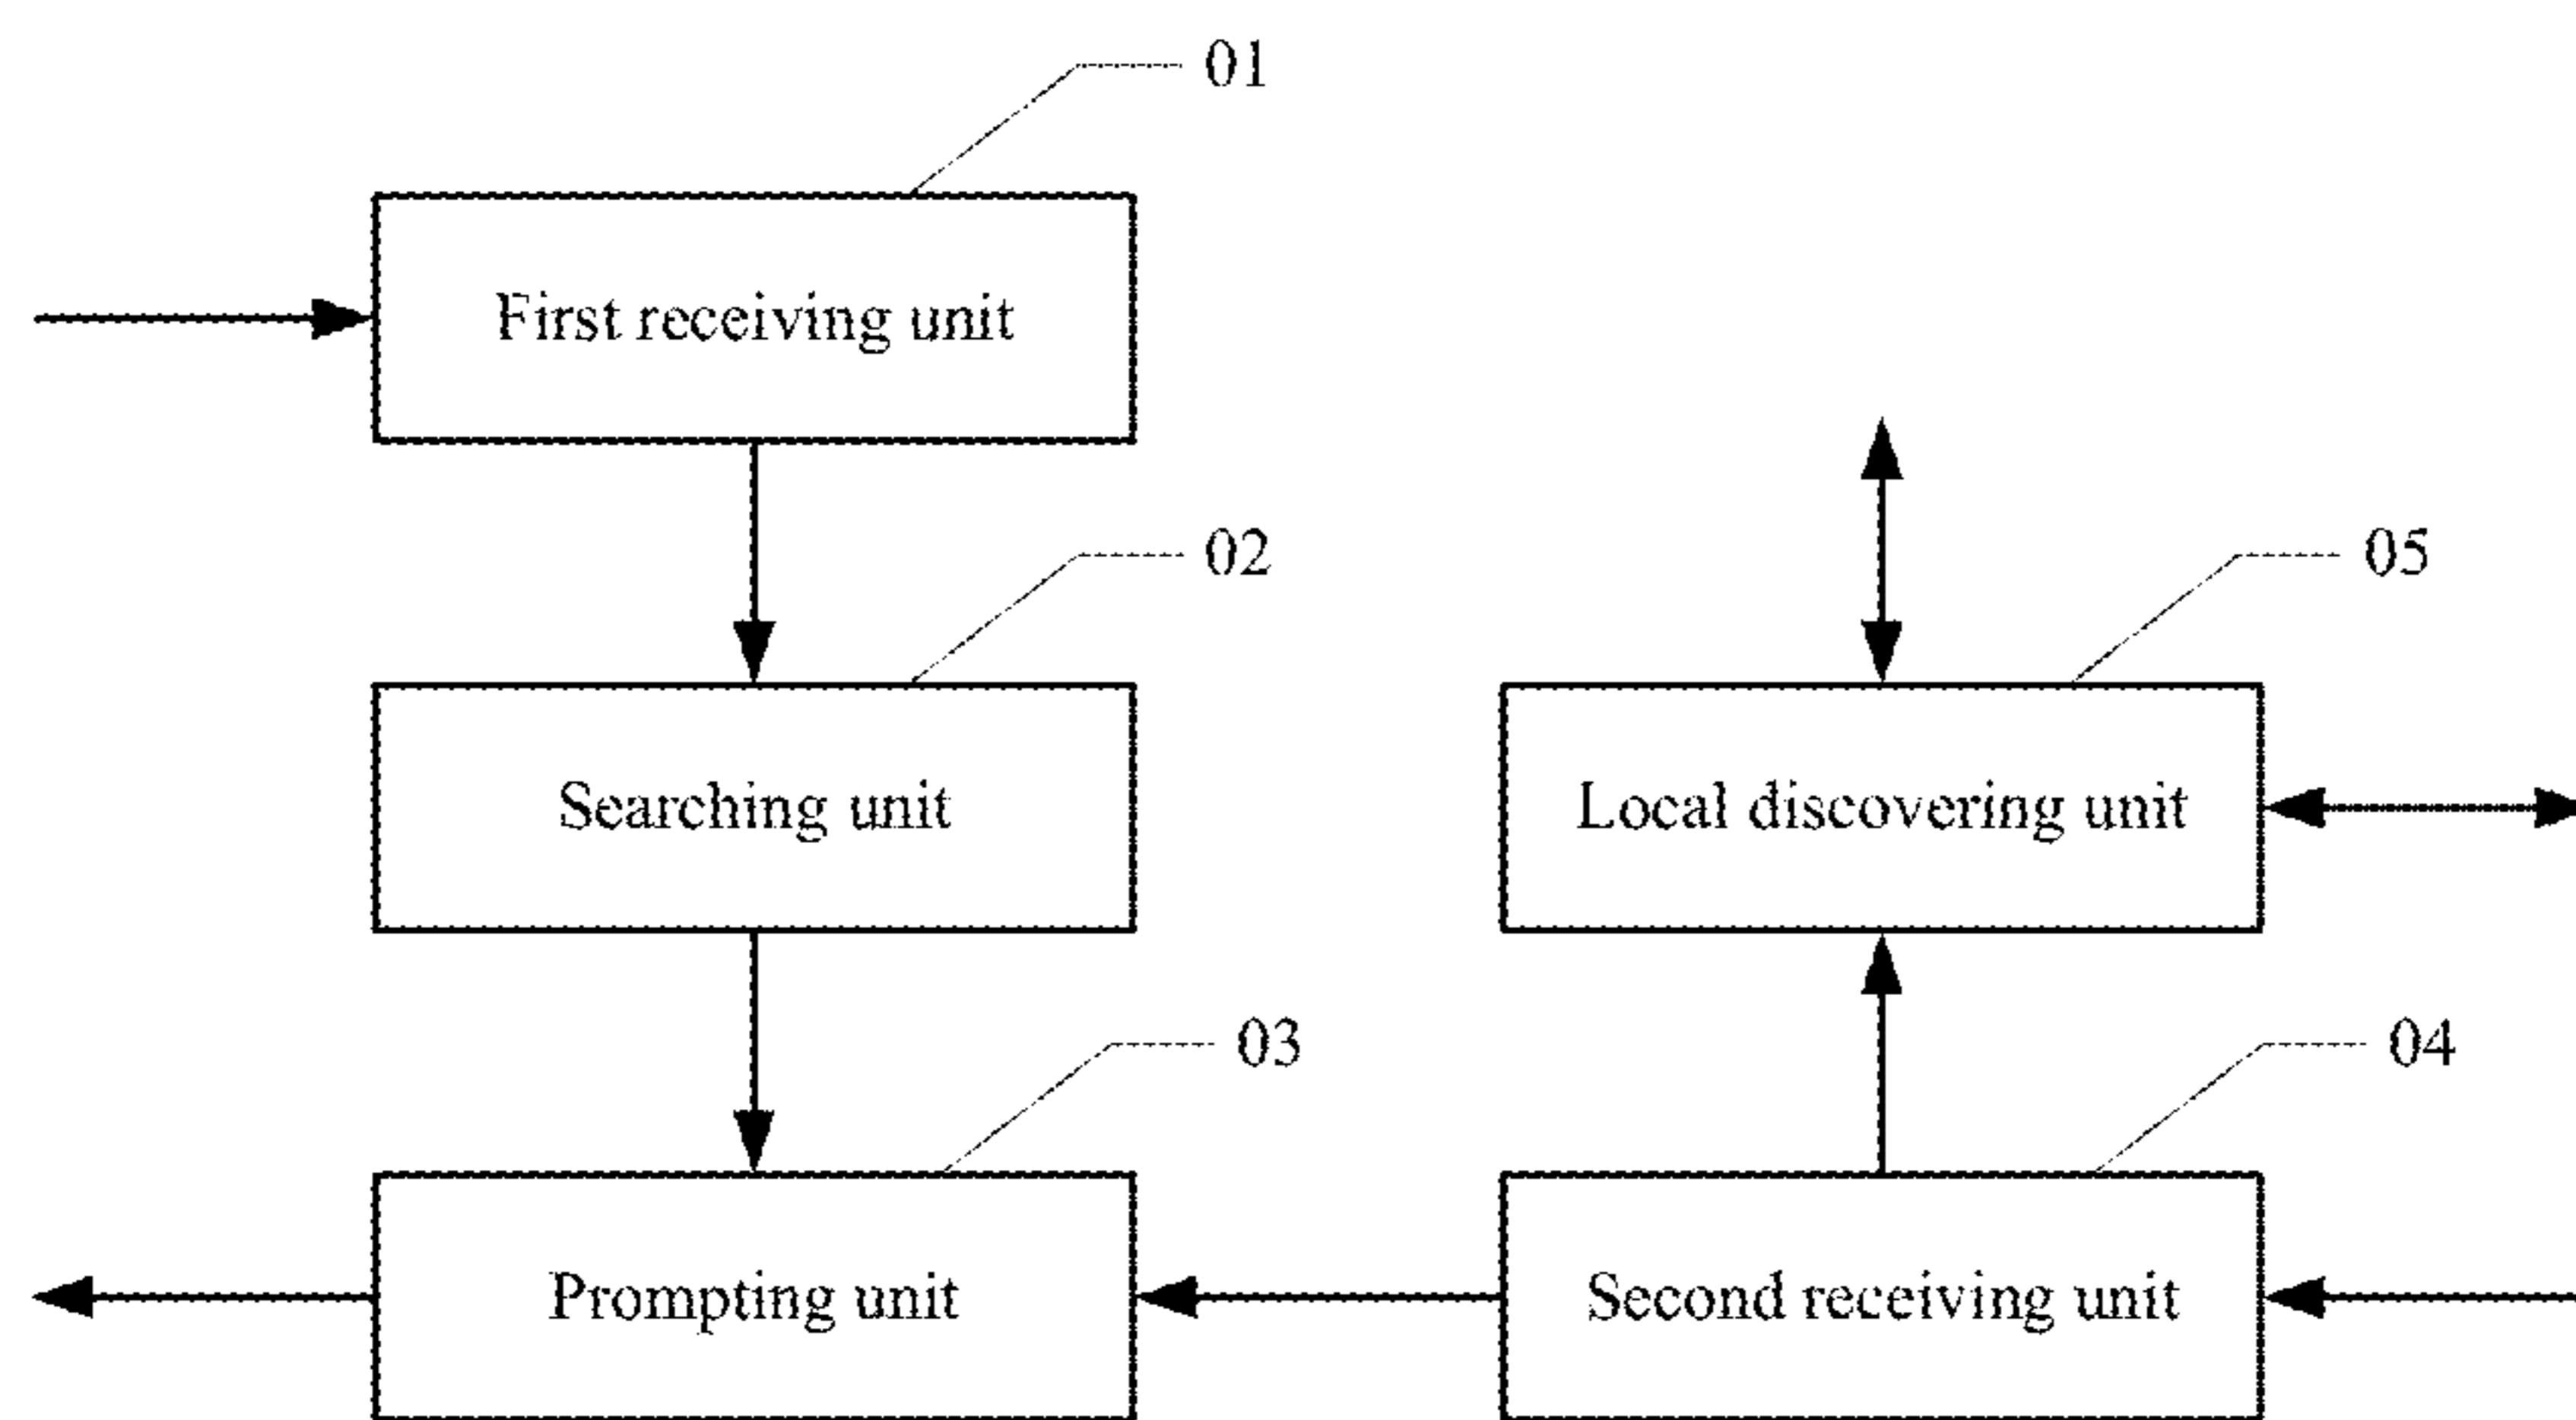 01
First receiving unit
02
05
Searching unit
Local discovering unit
03
04
Prompting unit
Second receiving unit